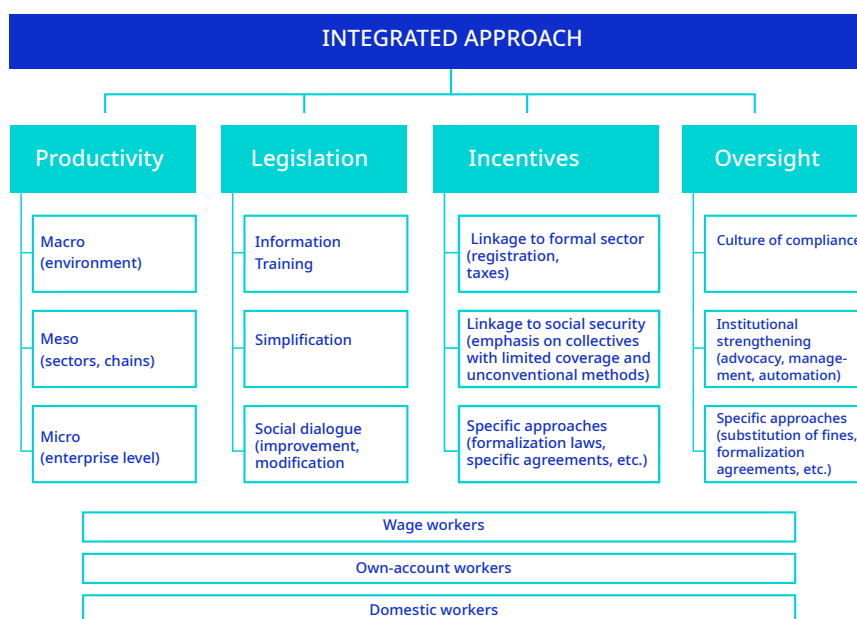 INTEGRATED APPROACH
Productivity
Macro
(environment)
Meso
(sectors, chains)
Micro
(enterprise level)
Legislation
Information
Training
Simplification
Social dialogue
(improvement,
modification
Incentives
Linkage to formal sector
(registration,
taxes)
Linkage to social security
(emphasis on collectives
with limited coverage and
unconventional methods)
Specific approaches
(formalization laws,
specific agreements, etc.)
Oversight
Culture of compliance
Institutional
strengthening
(advocacy, manage-
ment, automation)
Specific approaches
(substitution of fines,
formalization
agreements, etc.)
Wage workers
Own-account workers
Domestic workers